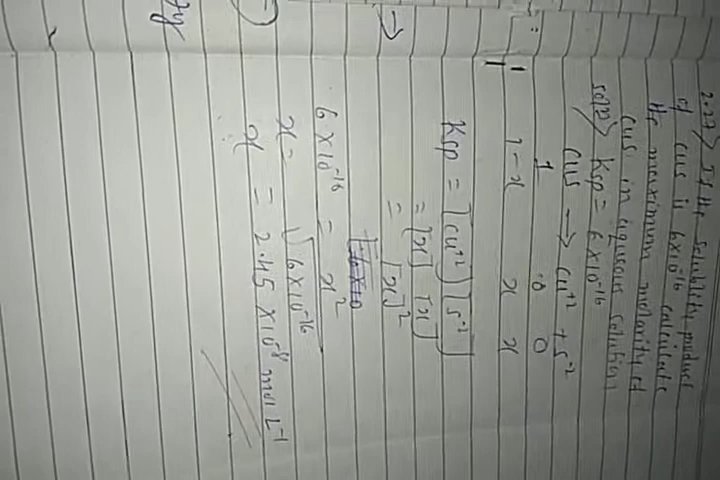 2.27> If the solublity product
of CuS is 6×10⁻¹⁶ calculate
the maximum molarity of
CuS in aqueous solution
Solⁿ> Ksp = 6×10⁻¹⁶
CuS → Cu⁺² + S⁻²
1 0 0
1-x x x
Ksp = [Cu⁺²] [S⁻²]
= [x] [x]
= [x]²
6×10⁻¹⁶ = x²
x = √6×10⁻¹⁶
x = 2.45 × 10⁻⁸ mol L⁻¹